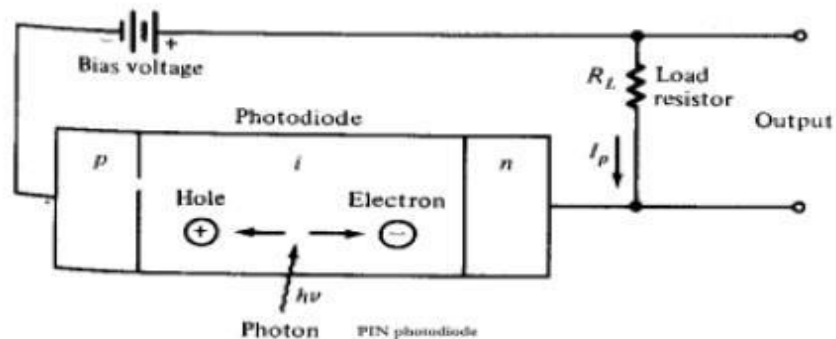 − +
Bias voltage
R_L Load
resistor
Photodiode
Output
p i n
I_p
Hole Electron
+ −
hν
Photon PIN photodiode